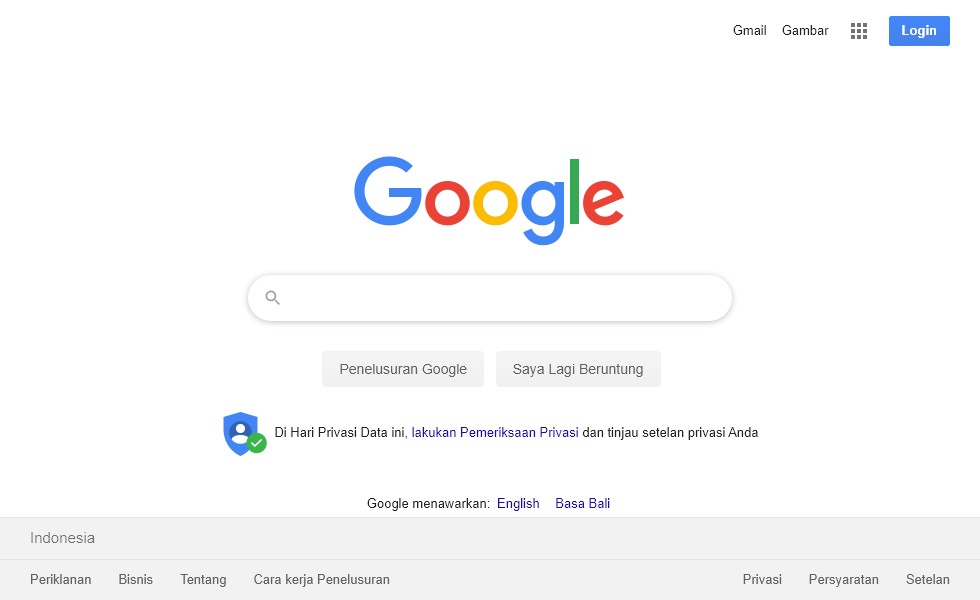 Gmail Gambar Login
Google
Penelusuran Google Saya Lagi Beruntung
Di Hari Privasi Data ini, lakukan Pemeriksaan Privasi dan tinjau setelan privasi Anda
Google menawarkan: English Basa Bali
Indonesia
Periklanan Bisnis Tentang Cara kerja Penelusuran Privasi Persyaratan Setelan